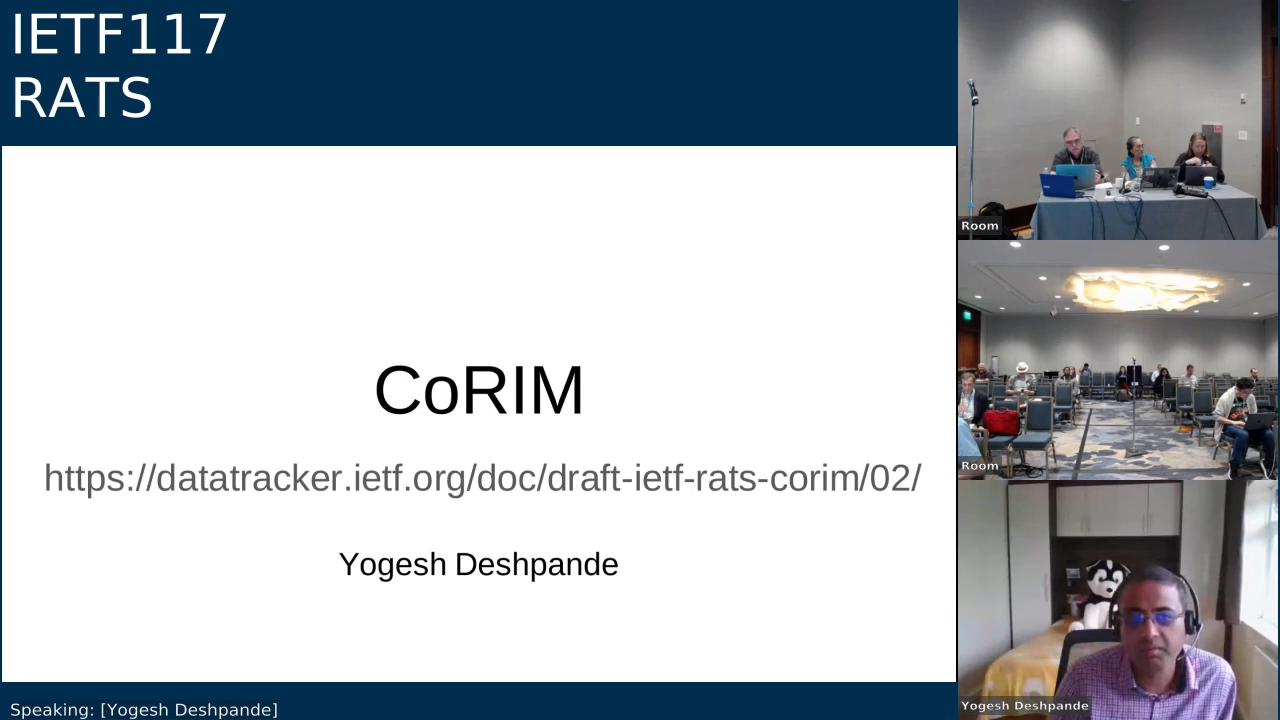 IETF117
RATS
CoRIM
https://datatracker.ietf.org/doc/draft-ietf-rats-corim/02/
Yogesh Deshpande
Speaking: [Yogesh Deshpande]
Room
Room
Yogesh Deshpande